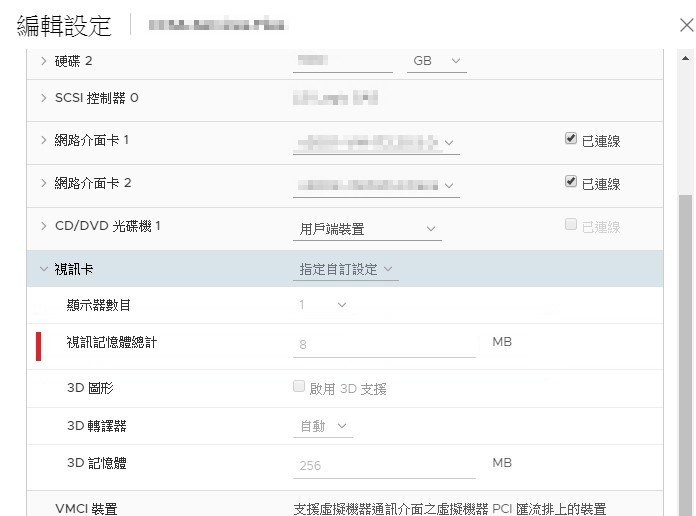 編輯設定
硬碟 2 GB
SCSI 控制器 0
網路介面卡 1 已連線
網路介面卡 2 已連線
CD/DVD 光碟機 1 用戶端裝置 已連線
視訊卡 指定自訂設定
顯示器數目 1
視訊記憶體總計 8 MB
3D 圖形 啟用 3D 支援
3D 轉譯器 自動
3D 記憶體 256 MB
VMCI 裝置 支援虛擬機器通訊介面之虛擬機器 PCI 匯流排上的裝置